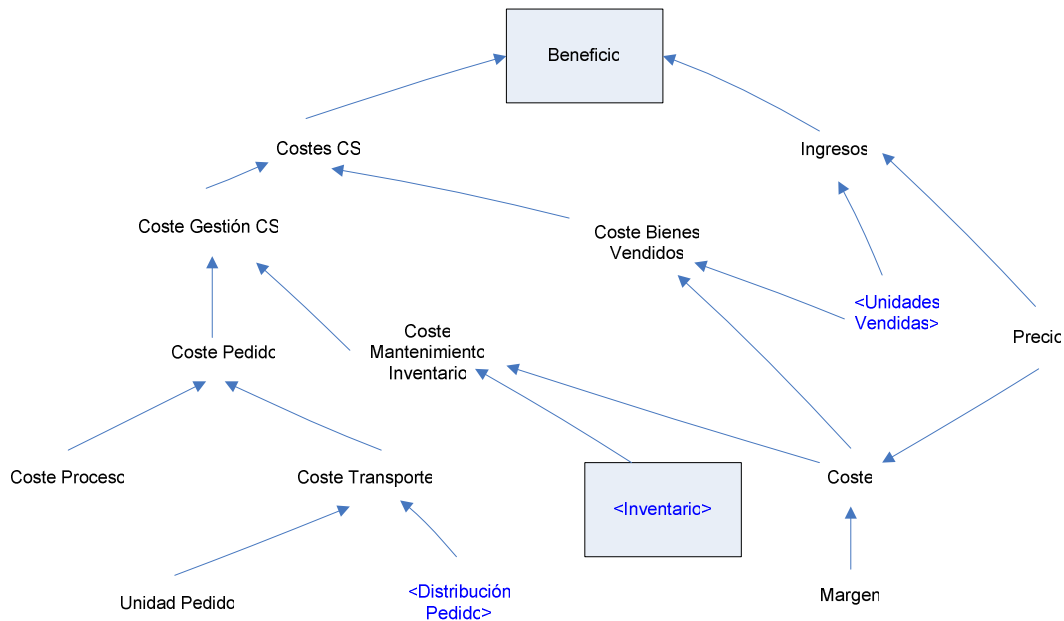 Beneficio
Costes CS
Ingresos
Coste Gestión CS
Coste Bienes
Vendidos
<Unidades
Vendidas>
Precio
Coste Pedido
Coste
Mantenimiento
Inventario
Coste Proceso
Coste Transporte
<Inventario>
Coste
Unidad Pedido
<Distribución
Pedido>
Margen